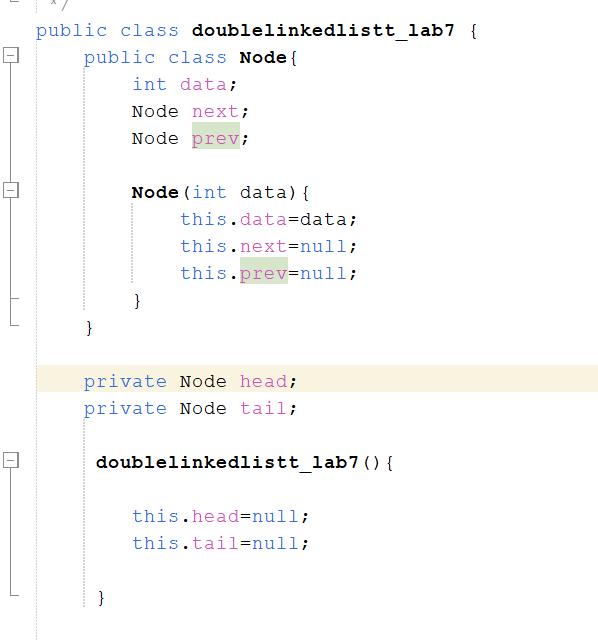 */
public class doublelinkedlistt_lab7 {
    public class Node{
        int data;
        Node next;
        Node prev;

        Node(int data){
            this.data=data;
            this.next=null;
            this.prev=null;
        }
    }

    private Node head;
    private Node tail;

     doublelinkedlistt_lab7(){

        this.head=null;
        this.tail=null;

     }